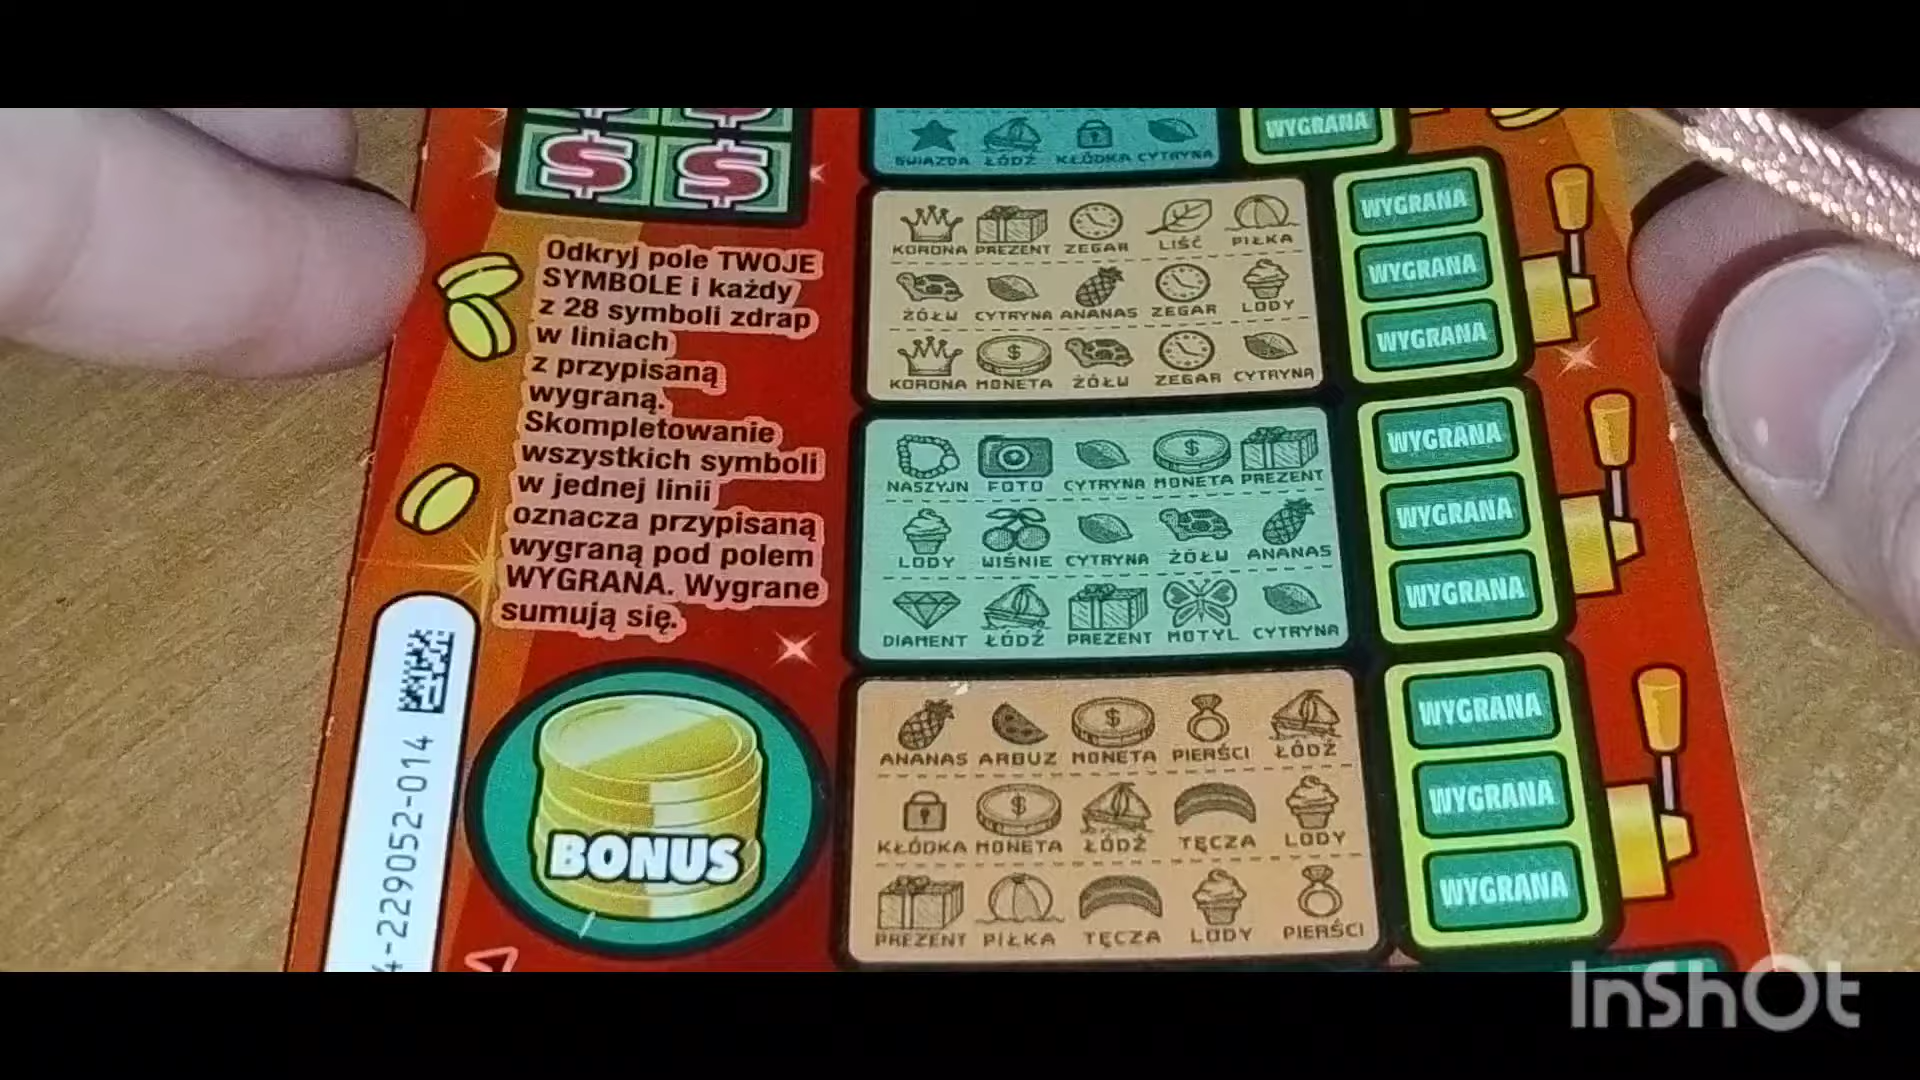 $ $
GWIAZDA ŁÓDŹ KŁÓDKA CYTRYNA
WYGRANA
Odkryj pole TWOJE
SYMBOLE i każdy
z 28 symboli zdrap
w liniach
z przypisaną
wygraną.
Skompletowanie
wszystkich symboli
w jednej linii
oznacza przypisaną
wygraną pod polem
WYGRANA. Wygrane
sumują się.
KORONA PREZENT ZEGAR LIŚĆ PIŁKA
WYGRANA
ŻÓŁW CYTRYNA ANANAS ZEGAR LODY
WYGRANA
KORONA MONETA ŻÓŁW ZEGAR CYTRYNA
WYGRANA
NASZYJN FOTO CYTRYNA MONETA PREZENT
WYGRANA
LODY WIŚNIE CYTRYNA ŻÓŁW ANANAS
WYGRANA
DIAMENT ŁÓDŹ PREZENT MOTYL CYTRYNA
WYGRANA
ANANAS ARBUZ MONETA PIERŚCI ŁÓDŹ
WYGRANA
KŁÓDKA MONETA ŁÓDŹ TĘCZA LODY
WYGRANA
PREZENT PIŁKA TĘCZA LODY PIERŚCI
WYGRANA
BONUS
-229052-014
InShOt